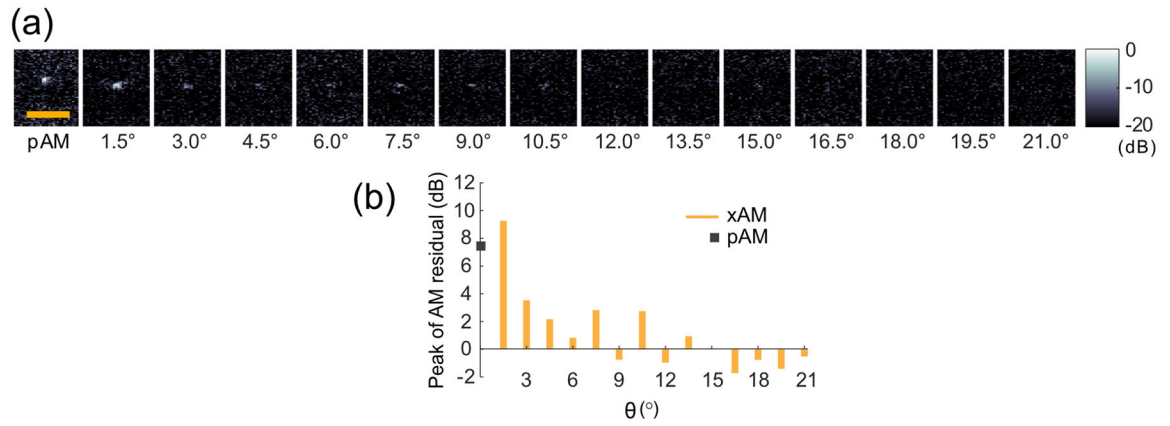 (a)
0
-10
-20
(dB)
pAM 1.5° 3.0° 4.5° 6.0° 7.5° 9.0° 10.5° 12.0° 13.5° 15.0° 16.5° 18.0° 19.5° 21.0°
(b)
Peak of AM residual (dB)
12
10
8
6
4
2
0
-2
xAM
pAM
3 6 9 12 15 18 21
θ (°)